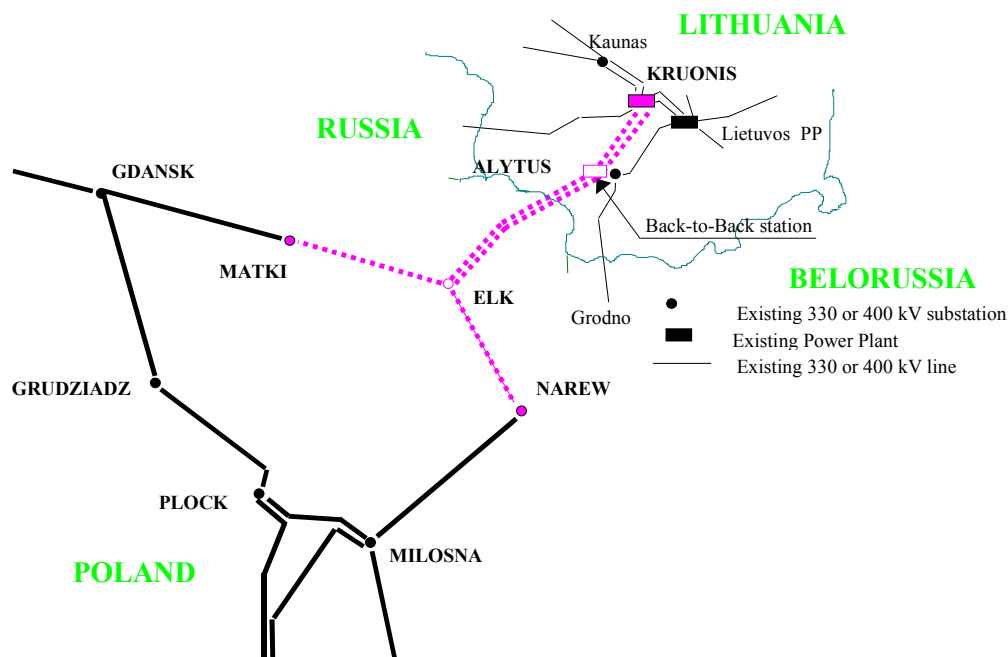 LITHUANIA
Kaunas
KRUONIS
RUSSIA
Lietuvos PP
ALYTUS
GDANSK
Back-to-Back station
MATKI
BELORUSSIA
ELK
Grodno
Existing 330 or 400 kV substation
Existing Power Plant
Existing 330 or 400 kV line
GRUDZIADZ
NAREW
PLOCK
MILOSNA
POLAND